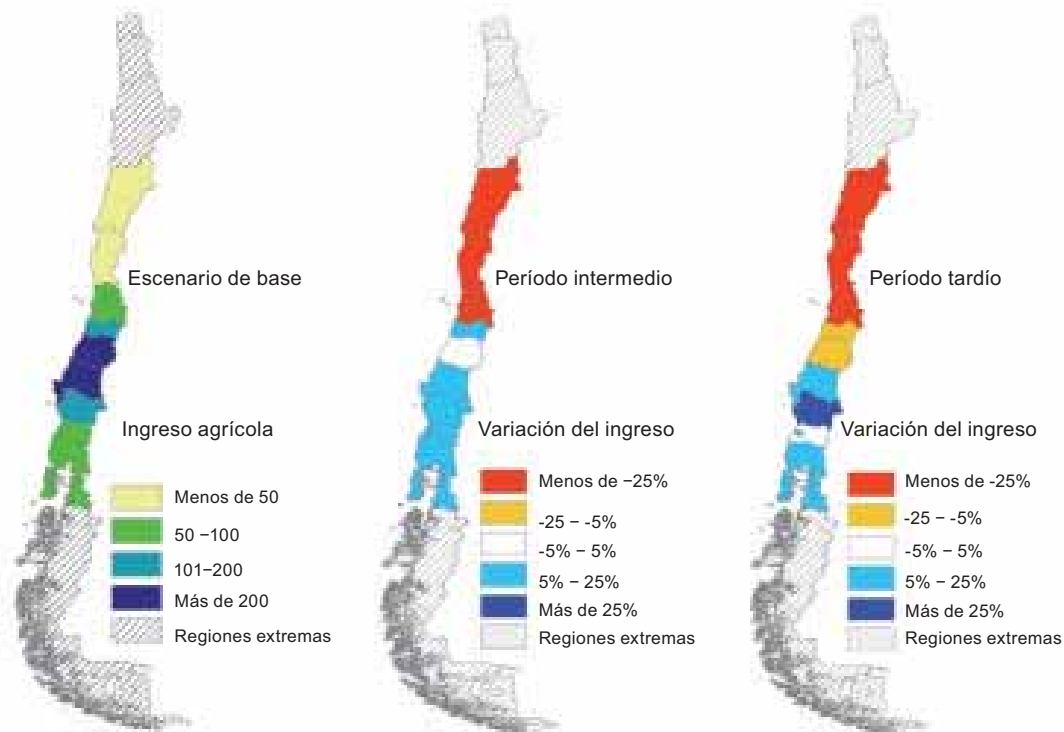 Escenario de base
Ingreso agrícola
Menos de 50
50 −100
101−200
Más de 200
Regiones extremas
Período intermedio
Variación del ingreso
Menos de −25%
-25 − -5%
-5% − 5%
5% − 25%
Más de 25%
Regiones extremas
Período tardío
Variación del ingreso
Menos de -25%
-25 − -5%
-5% − 5%
5% − 25%
Más de 25%
Regiones extremas